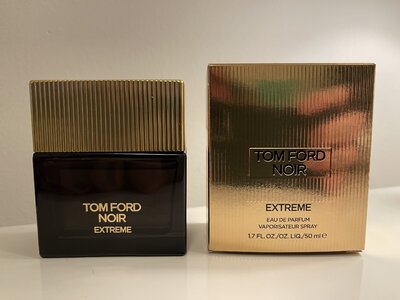 TOM FORD
NOIR
EXTREME
TOM FORD
NOIR
EXTREME
EAU DE PARFUM
VAPORISATEUR SPRAY
1.7 FL. OZ./OZ. LIQ./50 ml ℮